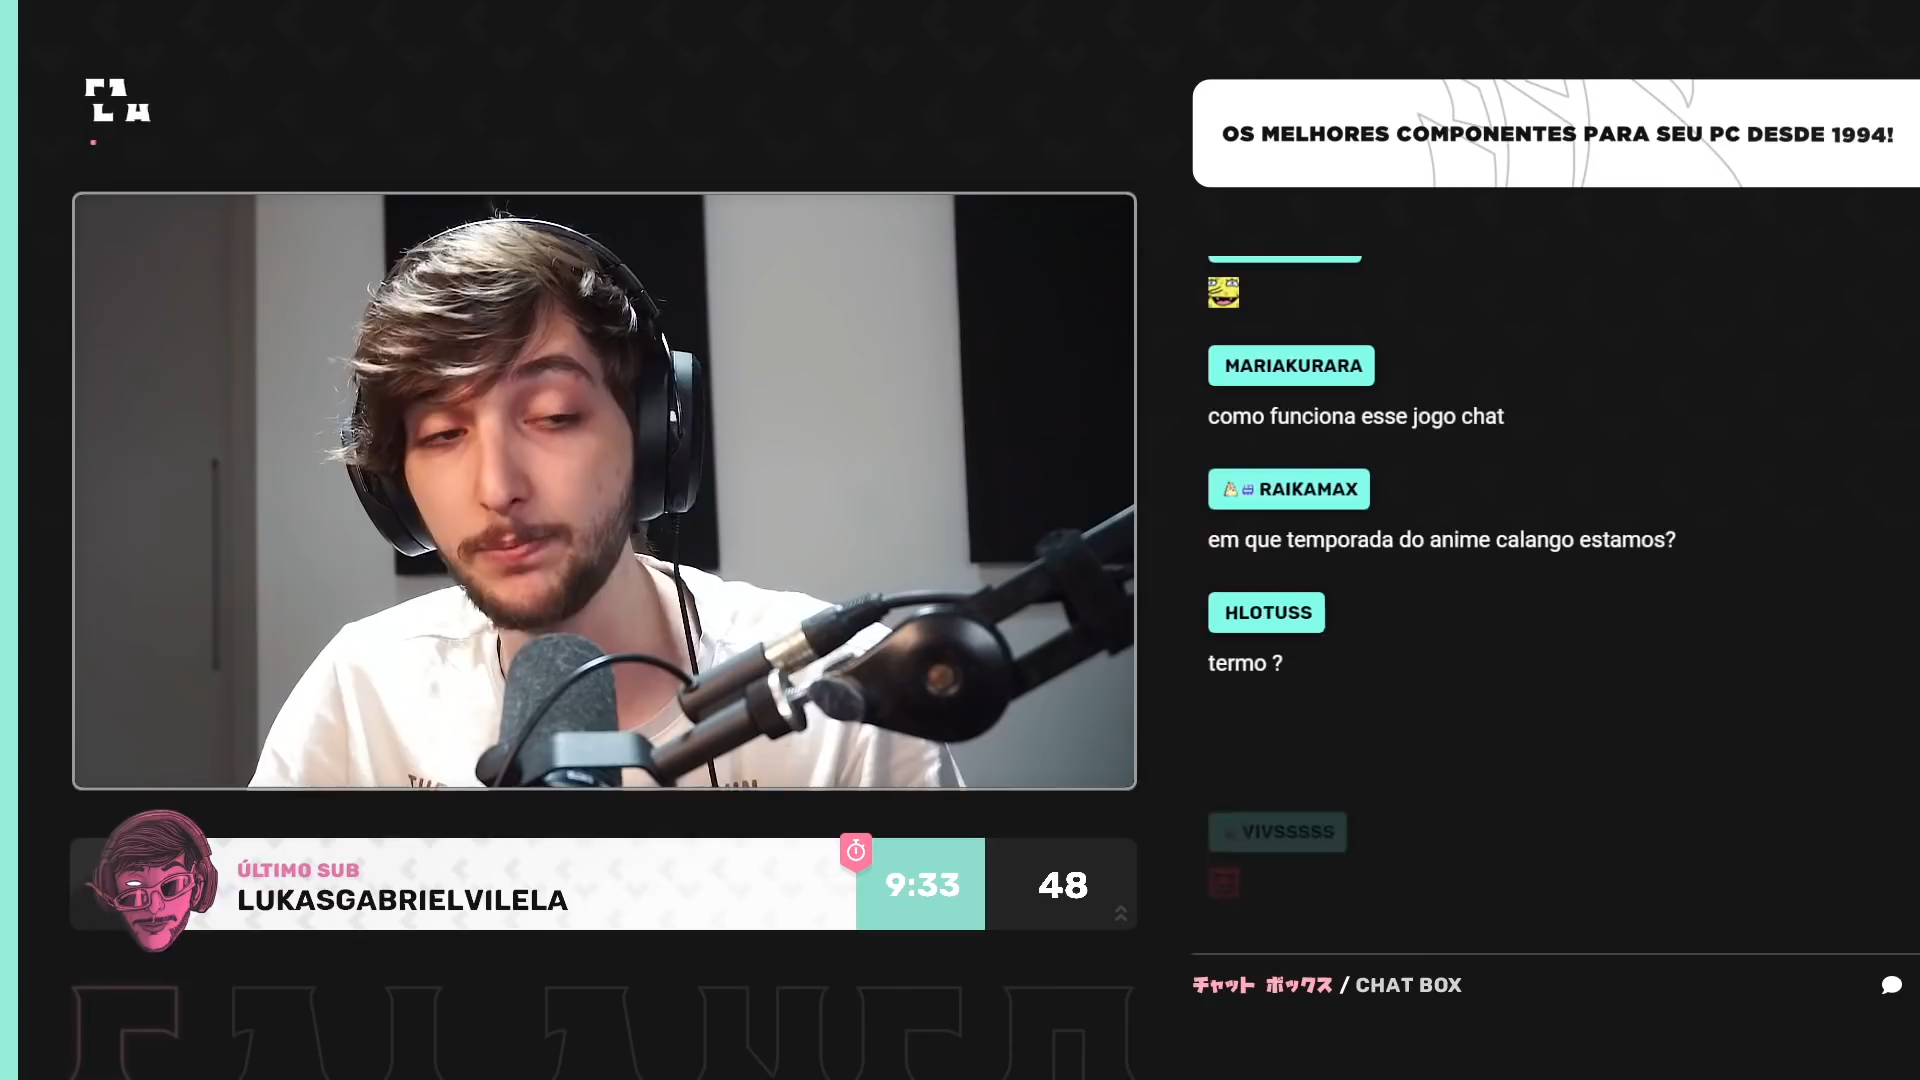 OS MELHORES COMPONENTES PARA SEU PC DESDE 1994!
MARIAKURARA
como funciona esse jogo chat
RAIKAMAX
em que temporada do anime calango estamos?
HLOTUSS
termo ?
VIVSSSSS
ÚLTIMO SUB
LUKASGABRIELVILELA
9:33
48
チャット ボックス / CHAT BOX